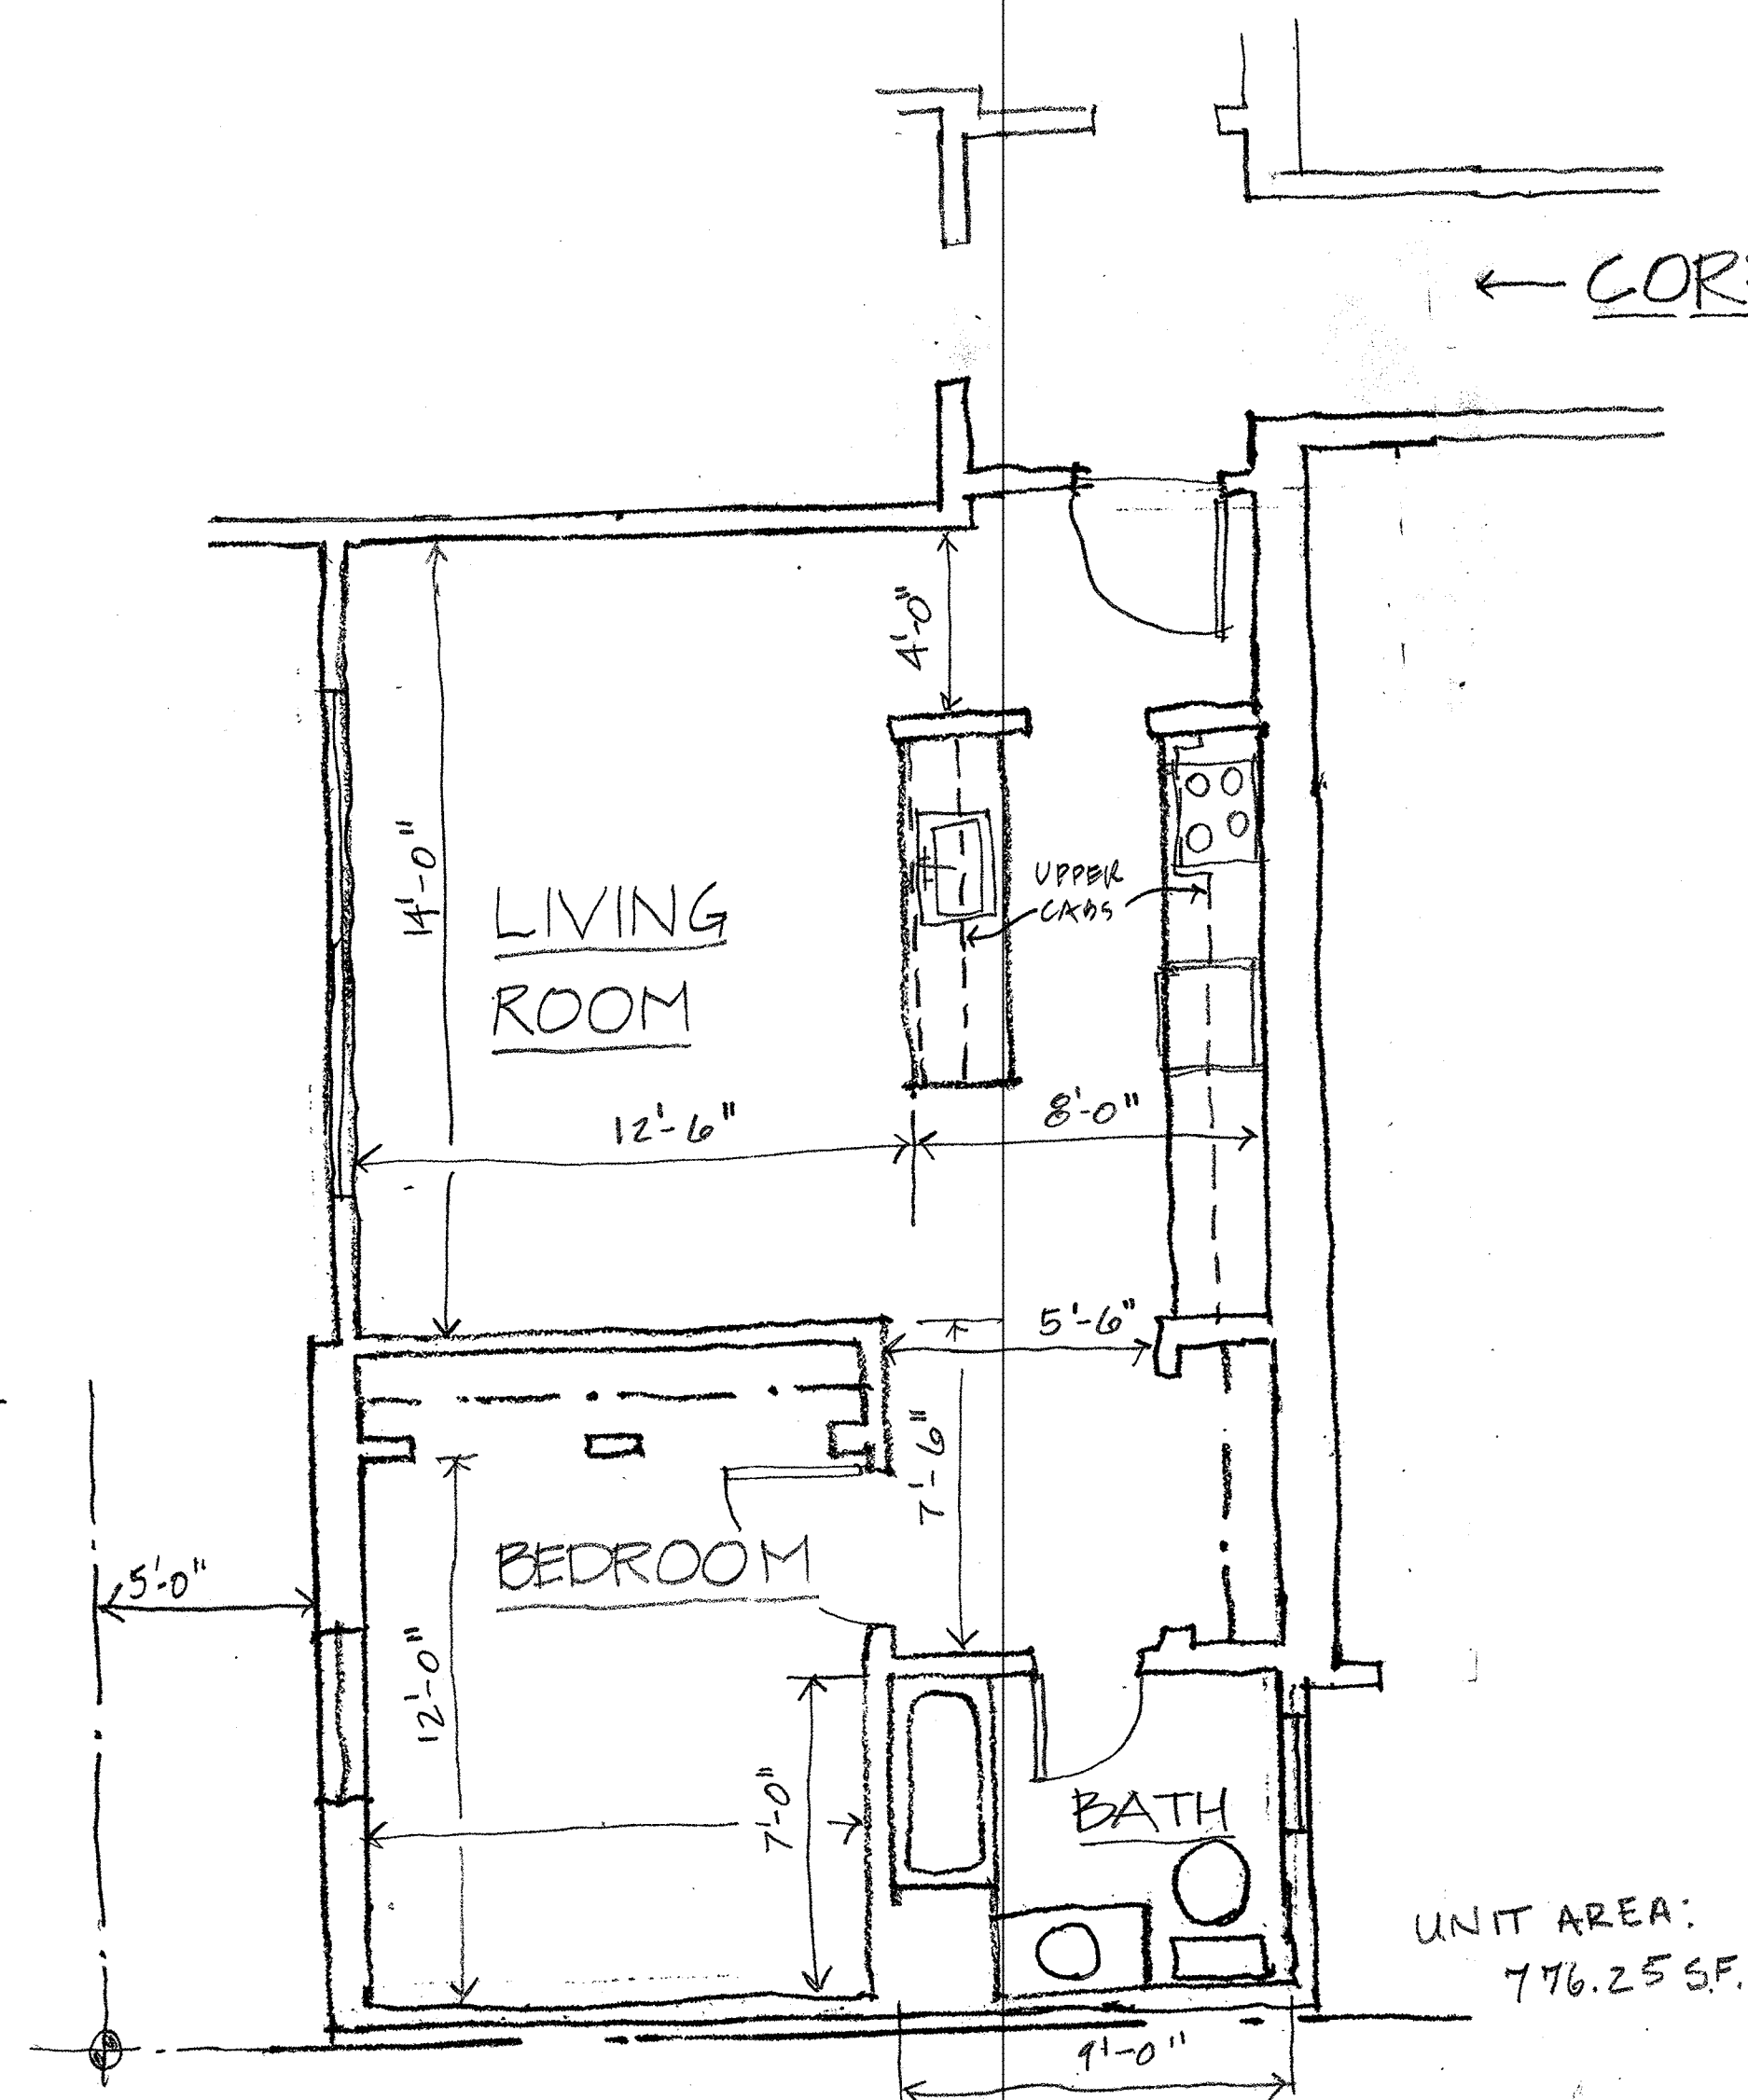 ← COR
4'-0"
14'-0"
LIVING
ROOM
UPPER
CABS
12'-6"
8'-0"
5'-6"
7'-6"
BEDROOM
5'-0"
12'-0"
7'-0"
BATH
UNIT AREA:
776.25 S.F.
9'-0"